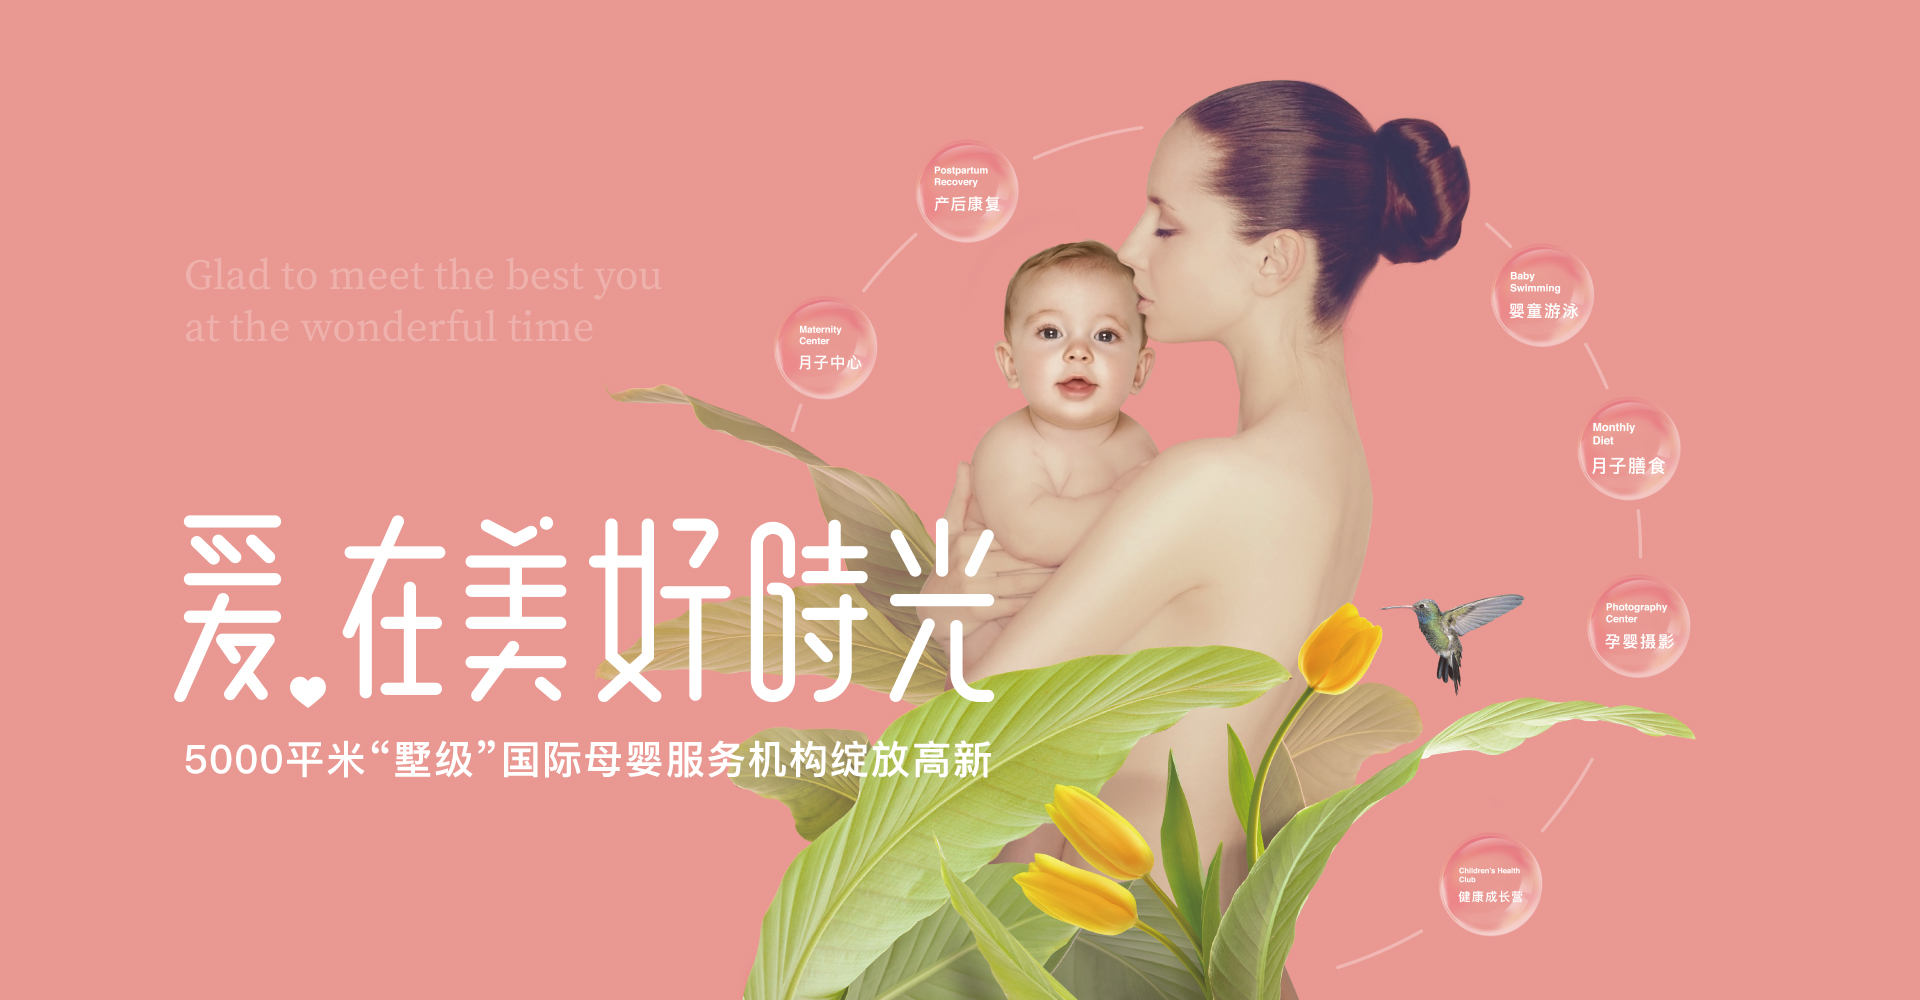 Glad to meet the best you
at the wonderful time
爱在美好時光
5000平米“墅级”国际母婴服务机构绽放高新
Postpartum
Recovery
产后康复
Maternity
Center
月子中心
Baby
Swimming
婴童游泳
Monthly
Diet
月子膳食
Photography
Center
孕婴摄影
Children's Health
Club
健康成长营